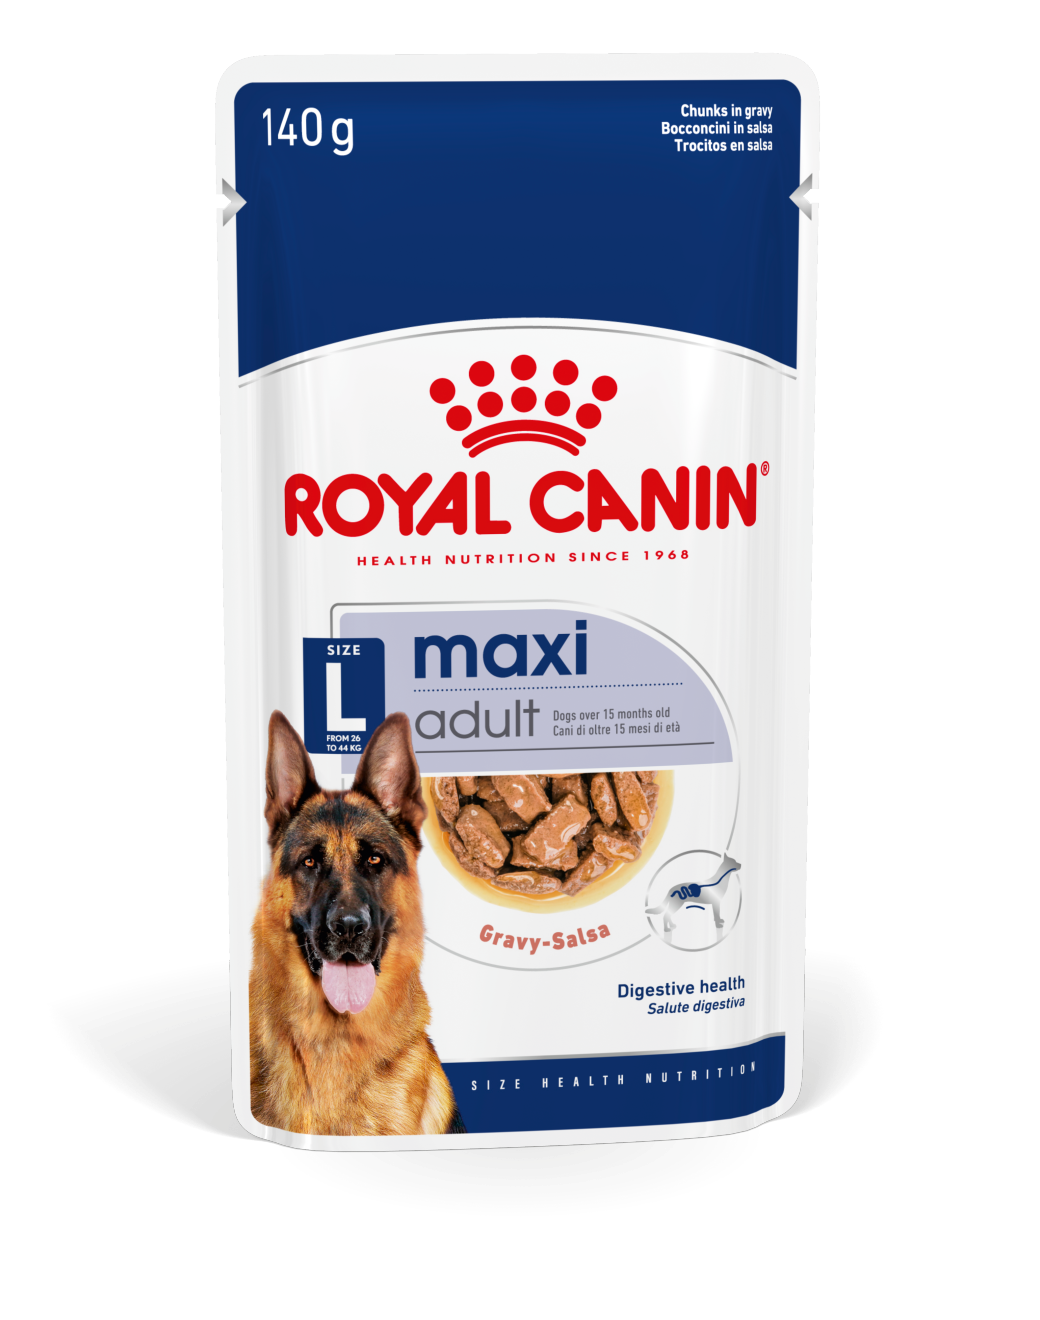 140 g
Chunks in gravy
Bocconcini in salsa
Trocitos en salsa
ROYAL CANIN®
HEALTH NUTRITION SINCE 1968
SIZE
L
FROM 26
TO 44 KG
maxi
adult
Dogs over 15 months old
Cani di oltre 15 mesi di età
Gravy-Salsa
Digestive health
Salute digestiva
SIZE HEALTH NUTRITION